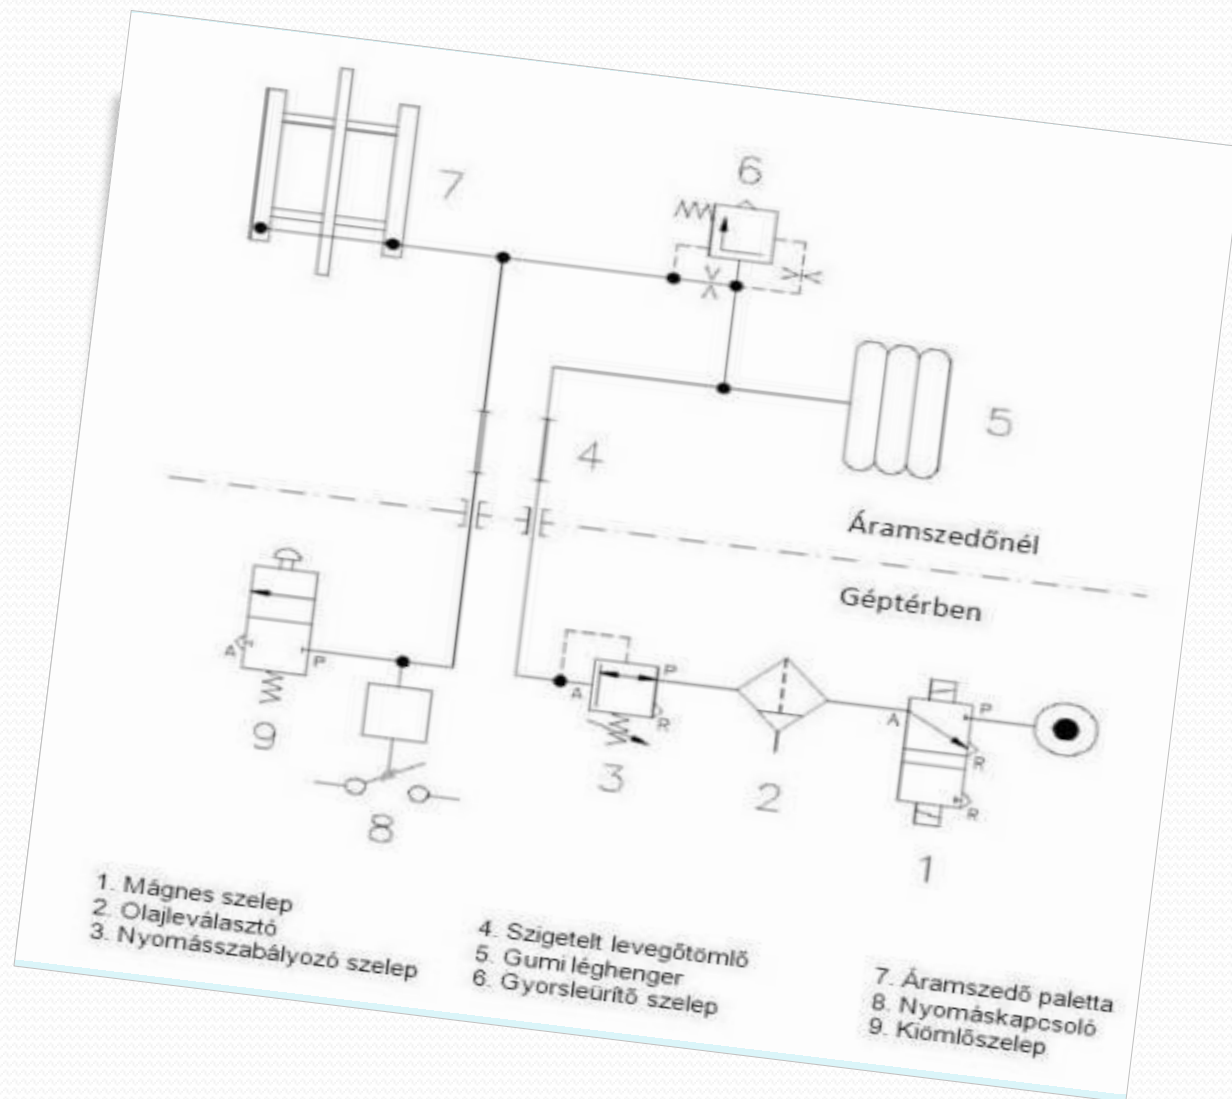 7
6
5
4
Áramszedőnél
Géptérben
A
P
9
8
A
P
R
3
2
A
P
R
R
1
1. Mágnes szelep
2. Olajleválasztó
3. Nyomásszabályozó szelep
4. Szigetelt levegőtömlő
5. Gumi léghenger
6. Gyorsleürítő szelep
7. Áramszedő paletta
8. Nyomáskapcsoló
9. Kiömlőszelep